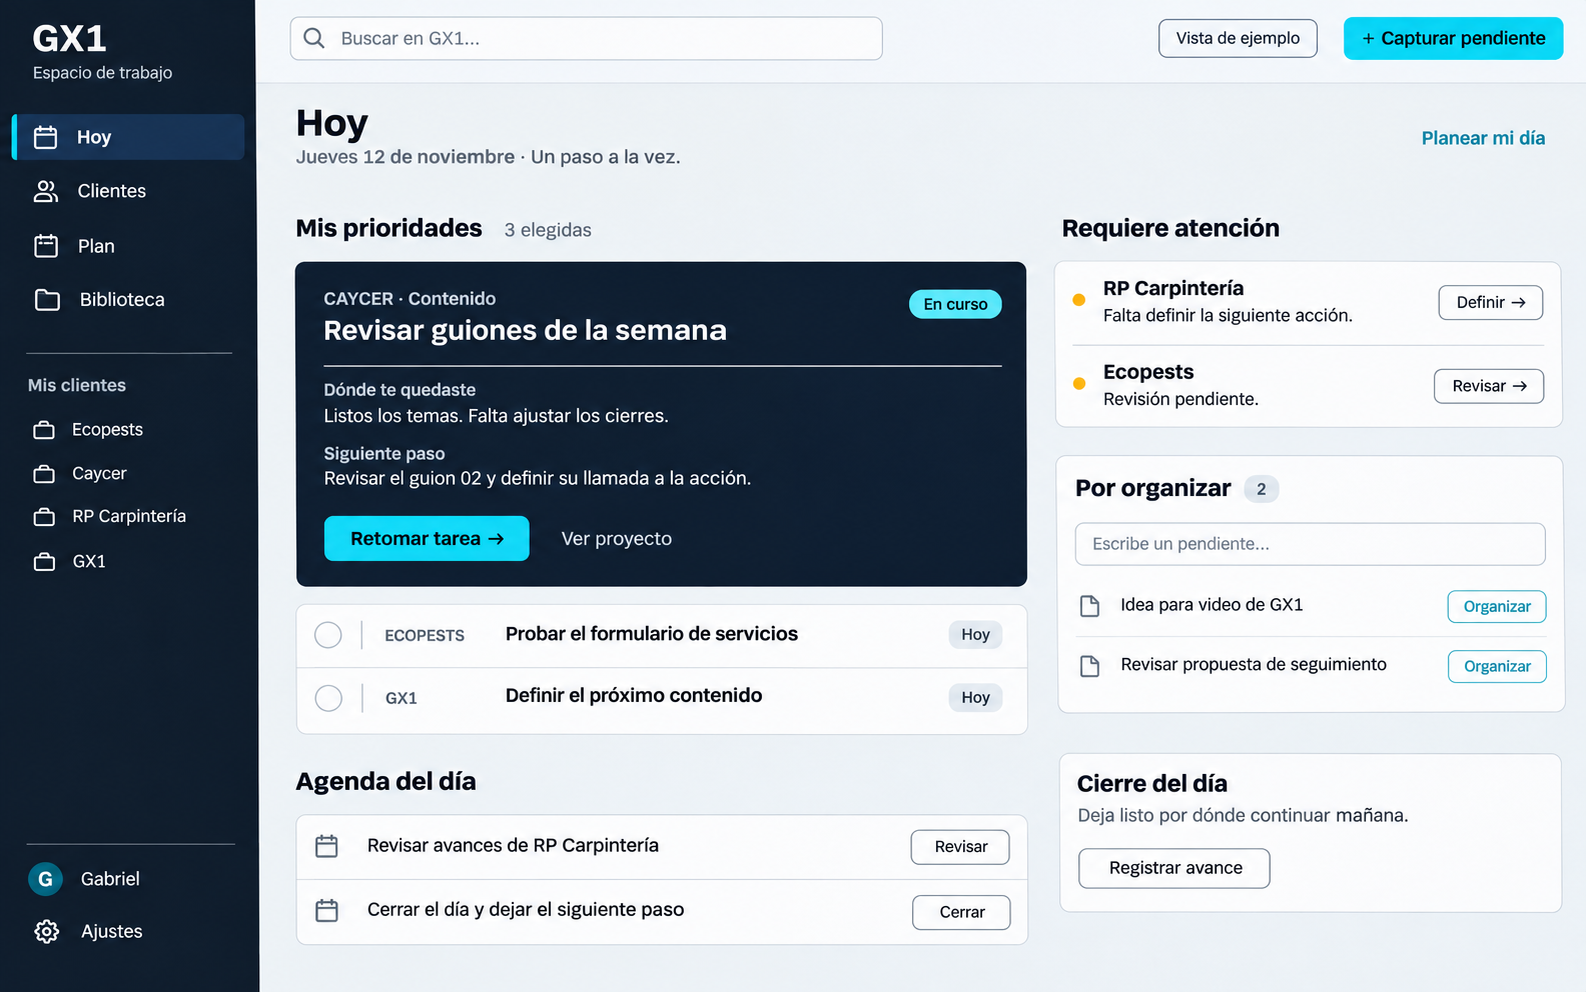 GX1
Espacio de trabajo
Hoy
Clientes
Plan
Biblioteca
Mis clientes
Ecopests
Caycer
RP Carpintería
GX1
G Gabriel
Ajustes
Buscar en GX1...
Vista de ejemplo
+ Capturar pendiente
Hoy
Jueves 12 de noviembre · Un paso a la vez.
Planear mi día
Mis prioridades 3 elegidas
CAYCER · Contenido
En curso
Revisar guiones de la semana
Dónde te quedaste
Listos los temas. Falta ajustar los cierres.
Siguiente paso
Revisar el guion 02 y definir su llamada a la acción.
Retomar tarea → Ver proyecto
ECOPESTS Probar el formulario de servicios Hoy
GX1 Definir el próximo contenido Hoy
Agenda del día
Revisar avances de RP Carpintería Revisar
Cerrar el día y dejar el siguiente paso Cerrar
Requiere atención
RP Carpintería
Falta definir la siguiente acción.
Definir →
Ecopests
Revisión pendiente.
Revisar →
Por organizar 2
Escribe un pendiente...
Idea para video de GX1 Organizar
Revisar propuesta de seguimiento Organizar
Cierre del día
Deja listo por dónde continuar mañana.
Registrar avance